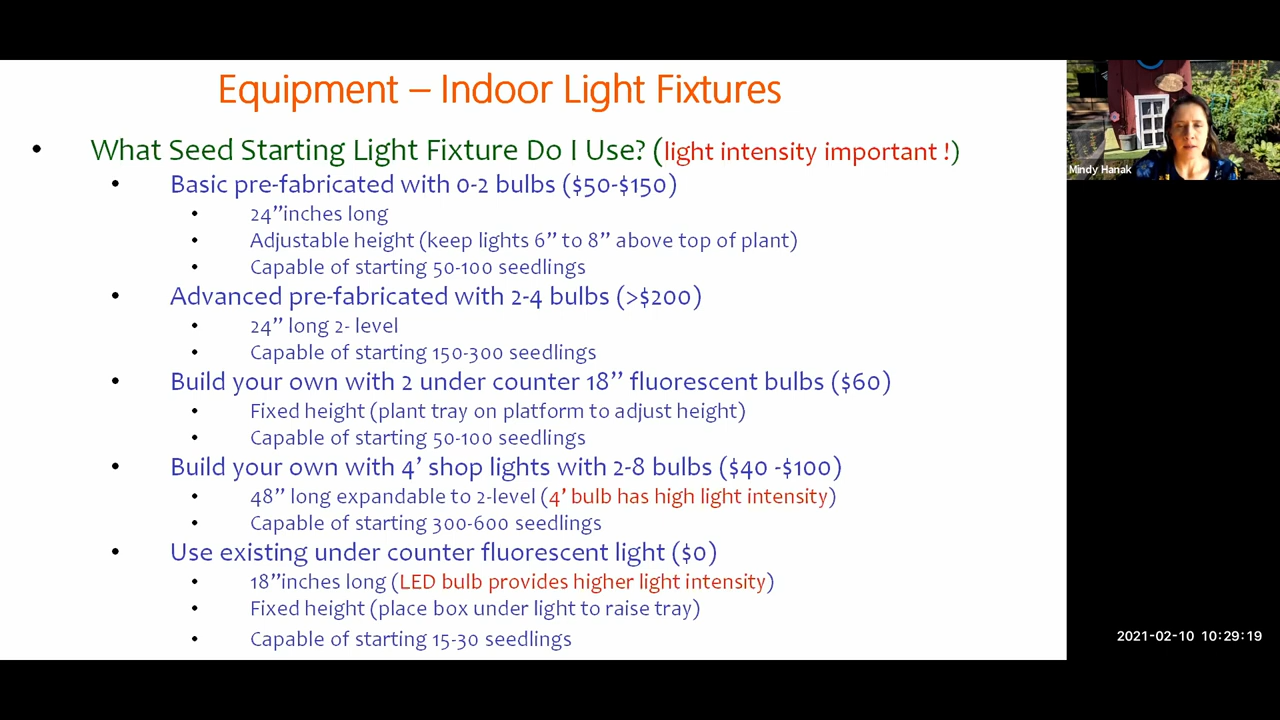 Equipment – Indoor Light Fixtures
• What Seed Starting Light Fixture Do I Use? (light intensity important !)
• Basic pre-fabricated with 0-2 bulbs ($50-$150)
• 24”inches long
• Adjustable height (keep lights 6” to 8” above top of plant)
• Capable of starting 50-100 seedlings
• Advanced pre-fabricated with 2-4 bulbs (>$200)
• 24” long 2- level
• Capable of starting 150-300 seedlings
• Build your own with 2 under counter 18” fluorescent bulbs ($60)
• Fixed height (plant tray on platform to adjust height)
• Capable of starting 50-100 seedlings
• Build your own with 4’ shop lights with 2-8 bulbs ($40 -$100)
• 48” long expandable to 2-level (4’ bulb has high light intensity)
• Capable of starting 300-600 seedlings
• Use existing under counter fluorescent light ($0)
• 18”inches long (LED bulb provides higher light intensity)
• Fixed height (place box under light to raise tray)
• Capable of starting 15-30 seedlings
Mindy Hanak
2021-02-10 10:29:19